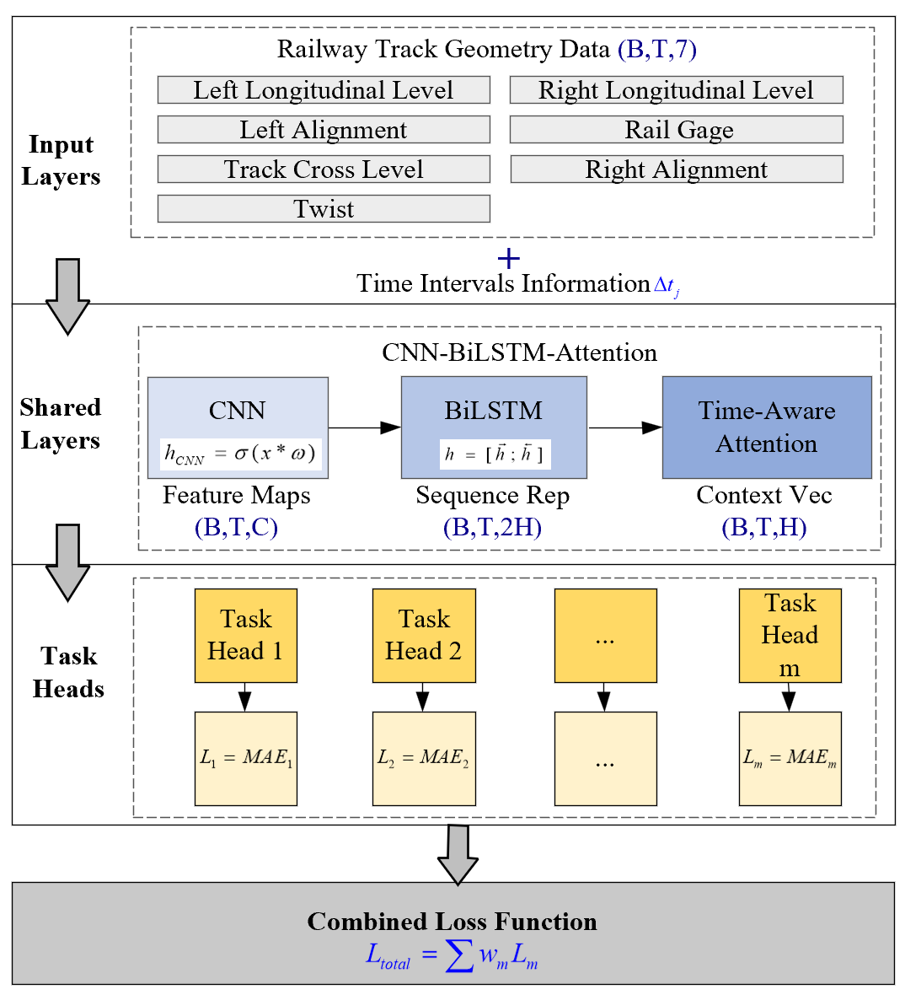 Railway Track Geometry Data (B,T,7)
Left Longitudinal Level
Right Longitudinal Level
Left Alignment
Rail Gage
Track Cross Level
Right Alignment
Twist
Input
Layers
+
Time Intervals Information Δt_j
CNN-BiLSTM-Attention
Shared
Layers
CNN
h_CNN = σ(x * ω)
Feature Maps
(B,T,C)
BiLSTM
h = [h⃗ ; h⃖]
Sequence Rep
(B,T,2H)
Time-Aware
Attention
Context Vec
(B,T,H)
Task
Heads
Task
Head 1
Task
Head 2
...
Task
Head
m
L_1 = MAE_1
L_2 = MAE_2
...
L_m = MAE_m
Combined Loss Function
L_total = ∑ w_m L_m